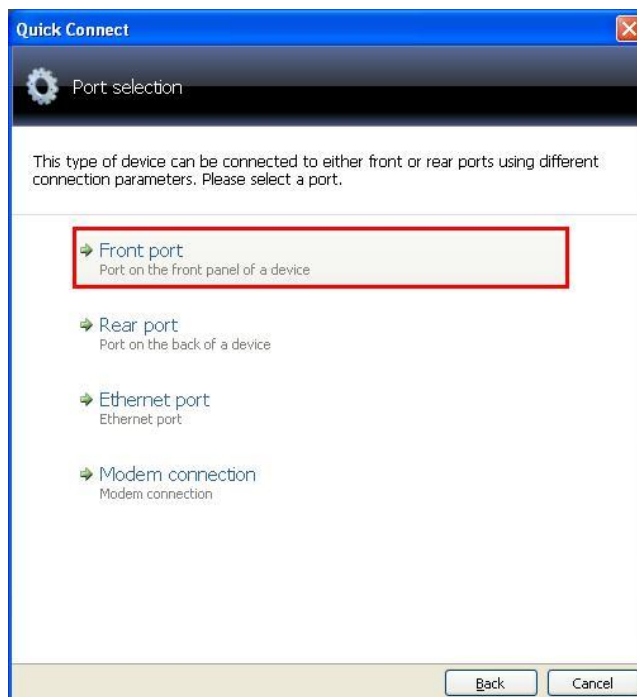 Quick Connect
Port selection
This type of device can be connected to either front or rear ports using different
connection parameters. Please select a port.
Front port
Port on the front panel of a device
Rear port
Port on the back of a device
Ethernet port
Ethernet port
Modem connection
Modem connection
Back Cancel